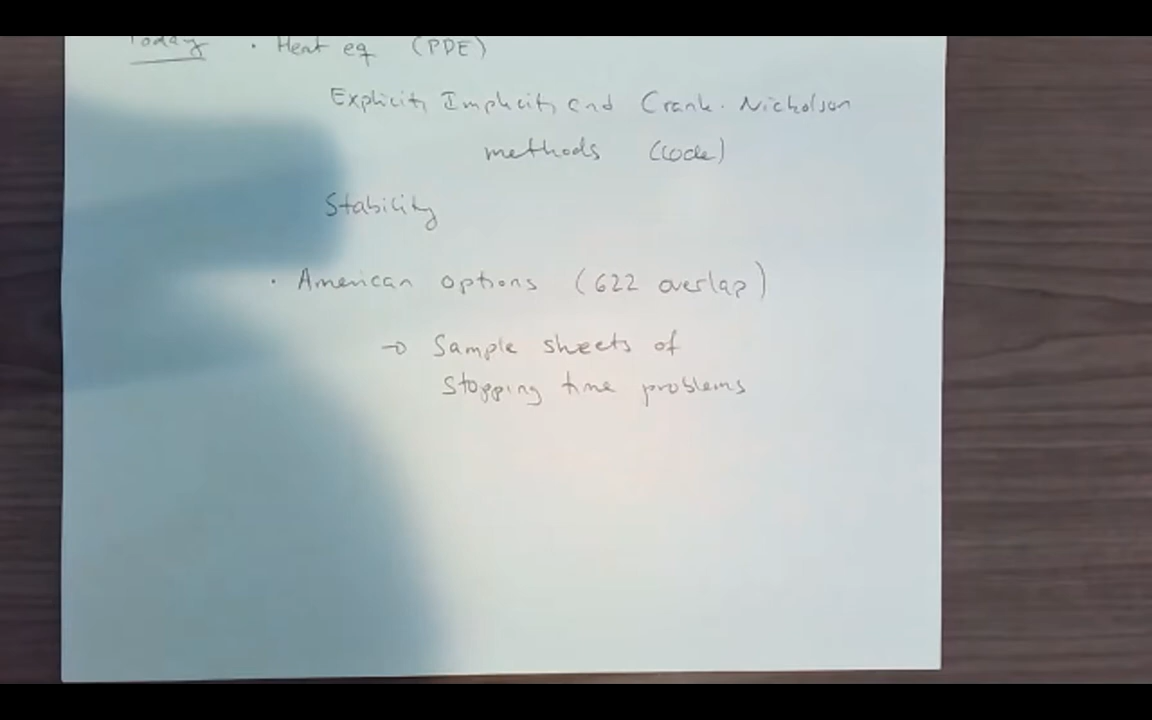 Today · Heat eq (PDE)
Explicit, Implicit, and Crank-Nicholson
methods (code)
Stability
· American options (622 overlap)
→ Sample sheets of
stopping time problems